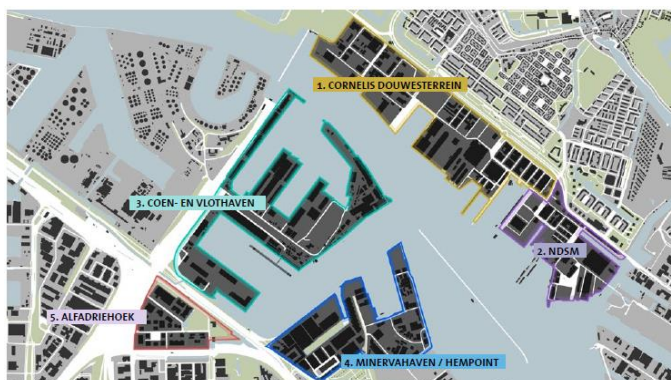 1. CORNELIS DOUWESTERREIN
3. COEN- EN VLOTHAVEN
2. NDSM
5. ALFADRIEHOEK
4. MINERVAHAVEN / HEMPOINT